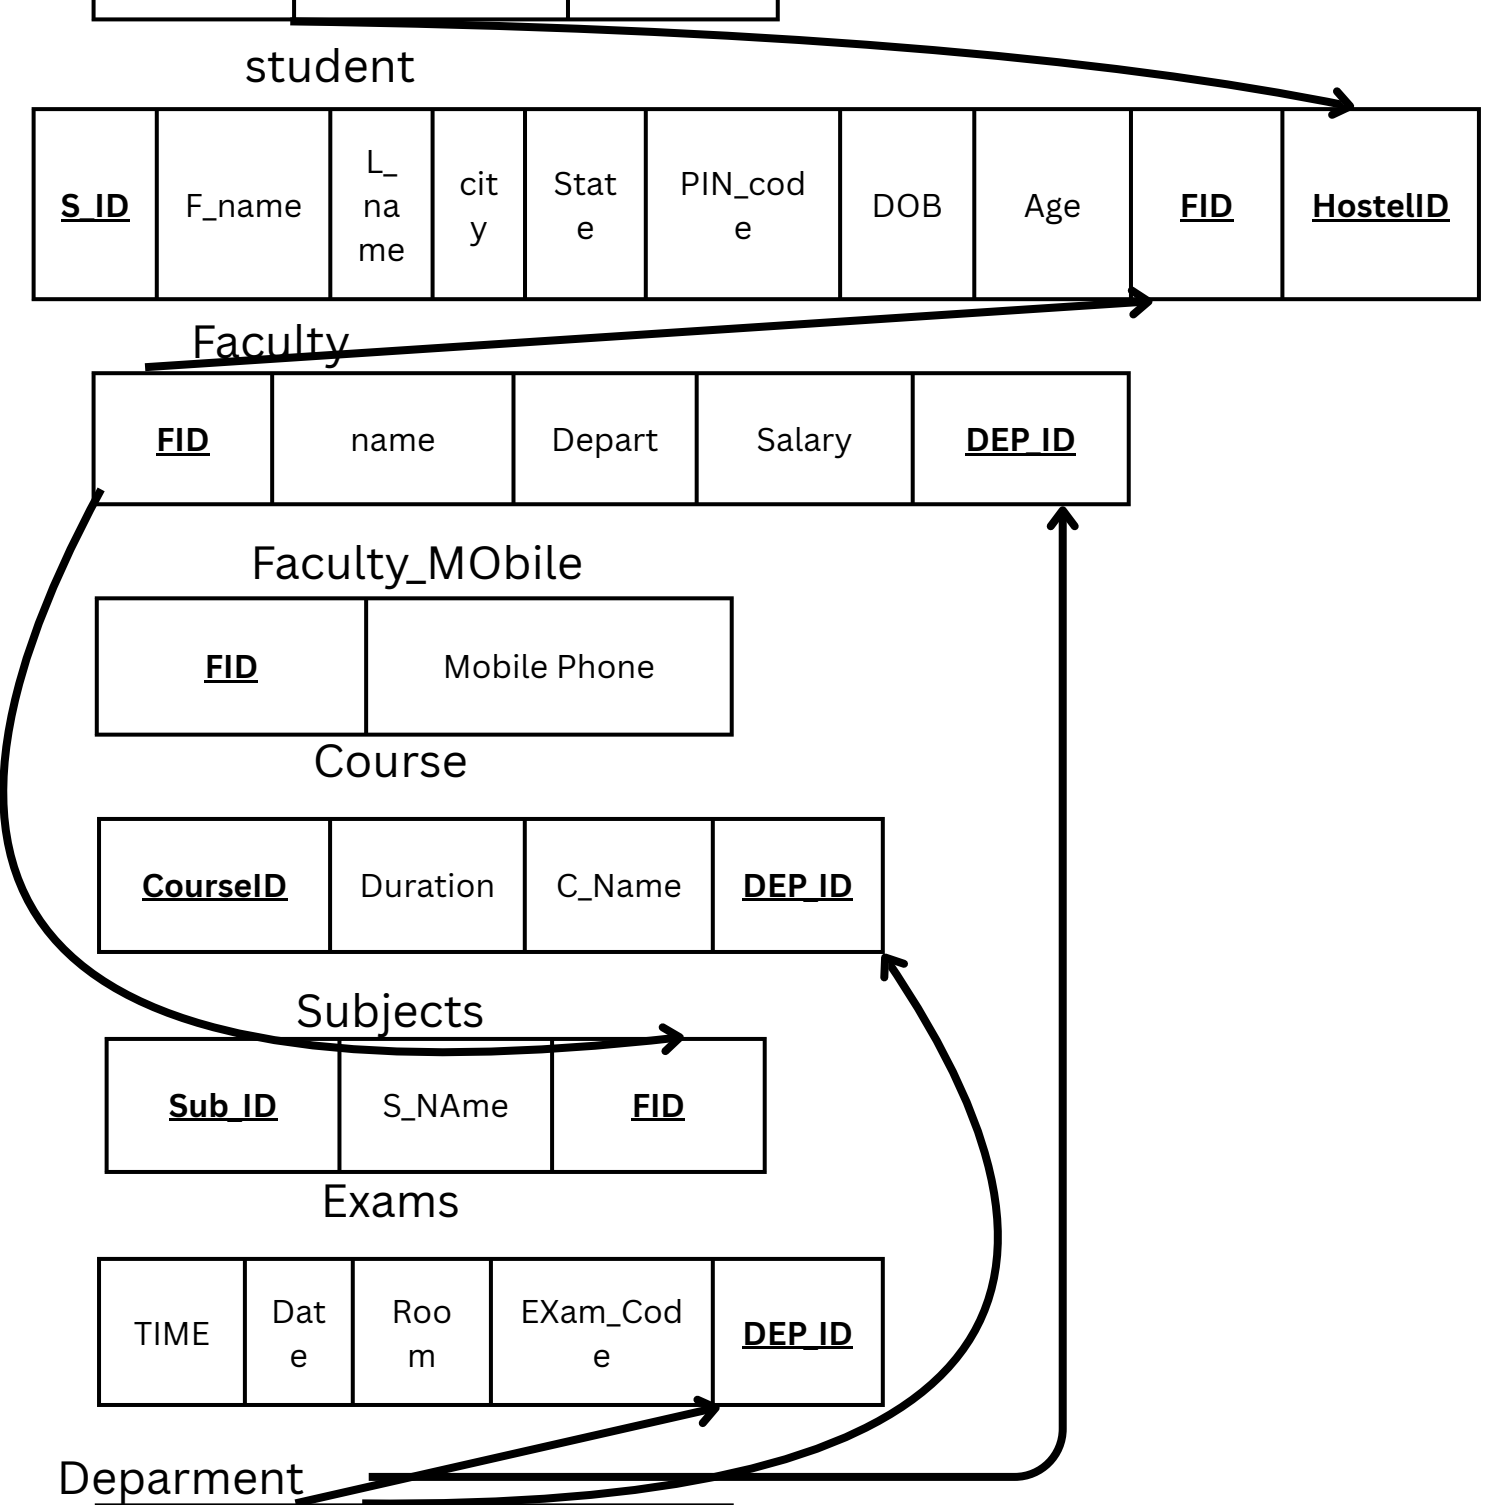 student
S_ID F_name L_ na me cit y Stat e PIN_cod e DOB Age FID HostelID
Faculty
FID name Depart Salary DEP_ID
Faculty_MObile
FID Mobile Phone
Course
CourseID Duration C_Name DEP_ID
Subjects
Sub_ID S_NAme FID
Exams
TIME Dat e Roo m EXam_Cod e DEP_ID
Deparment